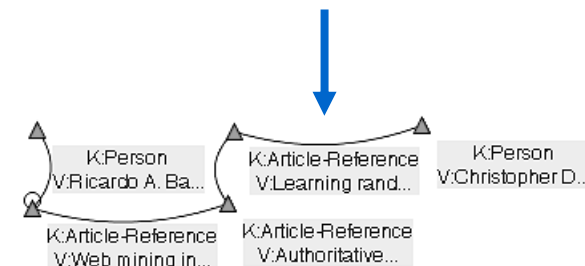 K:Person
V:Ricardo A. Ba...
K:Article-Reference
V:Learning rand...
K:Person
V:Christopher D...
K:Article-Reference
V:Web mining in...
K:Article-Reference
V:Authoritative...